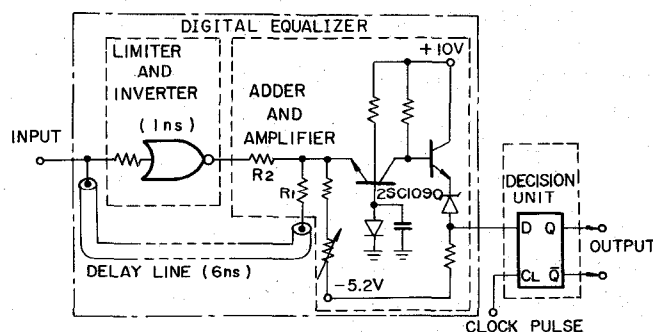 DIGITAL EQUALIZER
LIMITER
AND
INVERTER
(1ns)
ADDER
AND
AMPLIFIER
+10V
INPUT
R2
R1
2SC1090
DECISION
UNIT
D Q
CL Q̅
OUTPUT
DELAY LINE (6ns)
-5.2V
CLOCK PULSE